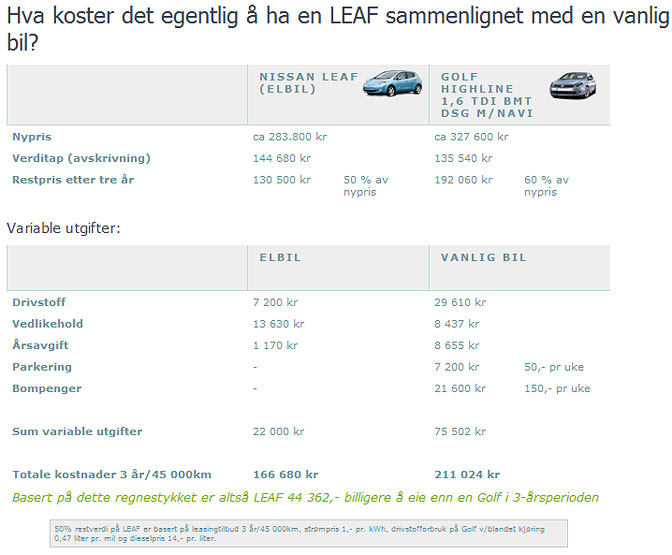 Hva koster det egentlig å ha en LEAF sammenlignet med en vanlig
bil?
NISSAN LEAF
(ELBIL)
GOLF
HIGHLINE
1,6 TDI BMT
DSG M/NAVI
Nypris ca 283.800 kr ca 327 600 kr
Verditap (avskrivning) 144 680 kr 135 540 kr
Restpris etter tre år 130 500 kr 50 % av
nypris
192 060 kr 60 % av
nypris
Variable utgifter:
ELBIL VANLIG BIL
Drivstoff 7 200 kr 29 610 kr
Vedlikehold 13 630 kr 8 437 kr
Årsavgift 1 170 kr 8 655 kr
Parkering - 7 200 kr 50,- pr uke
Bompenger - 21 600 kr 150,- pr uke
Sum variable utgifter 22 000 kr 75 502 kr
Totale kostnader 3 år/45 000km 166 680 kr 211 024 kr
Basert på dette regnestykket er altså LEAF 44 362,- billigere å eie enn en Golf i 3-årsperioden
50% restverdi på LEAF er basert på leasingtilbud 3 år/45 000km, strømpris 1,- pr. kWh, drivstofforbruk på Golf v/blandet kjøring
0,47 liter pr. mil og dieselpris 14,- pr. liter.